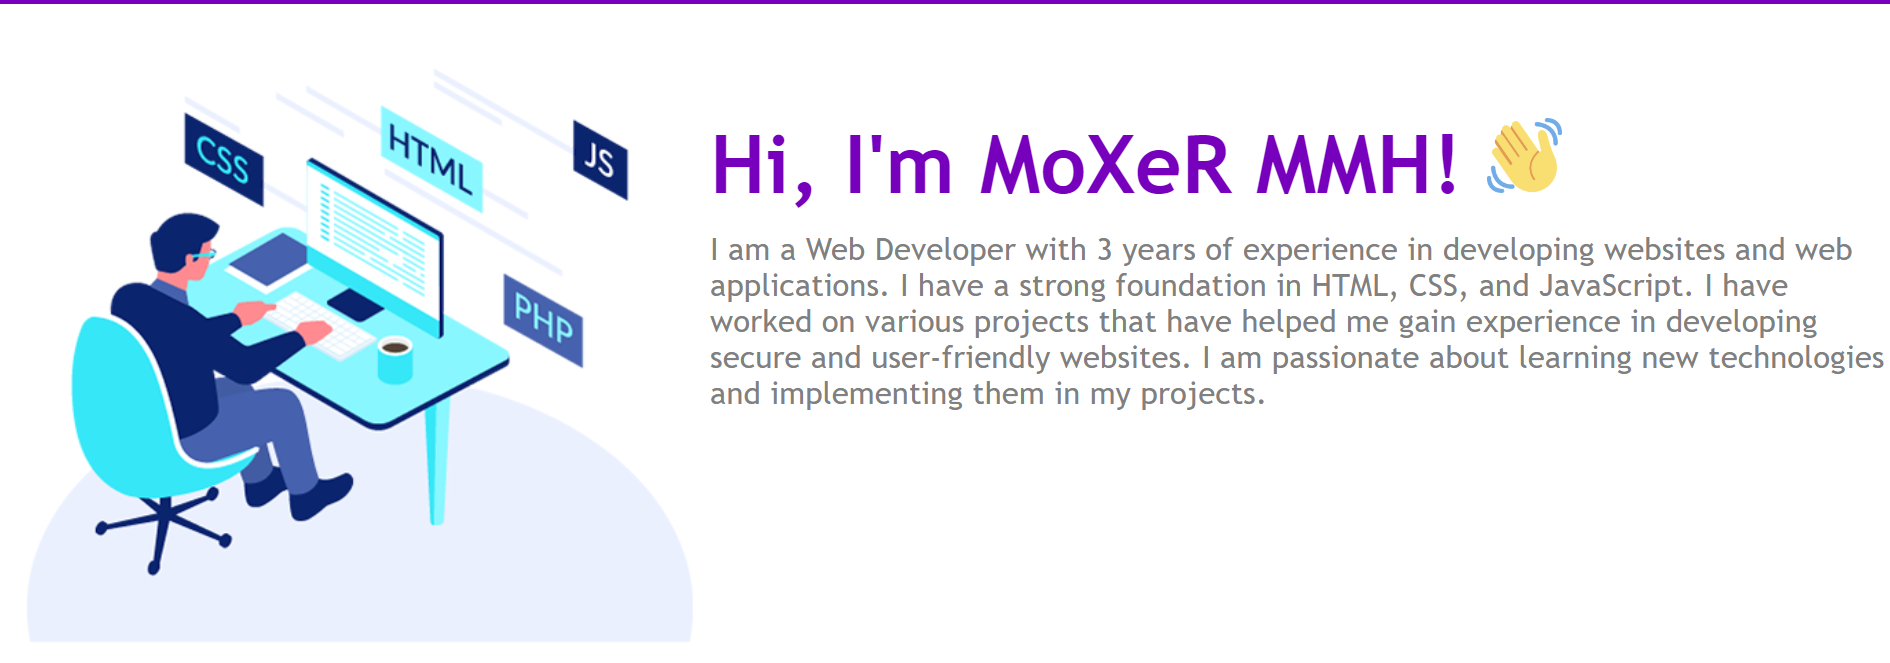 CSS
HTML
JS
PHP
Hi, I'm MoXeR MMH! 👋
I am a Web Developer with 3 years of experience in developing websites and web
applications. I have a strong foundation in HTML, CSS, and JavaScript. I have
worked on various projects that have helped me gain experience in developing
secure and user-friendly websites. I am passionate about learning new technologies
and implementing them in my projects.